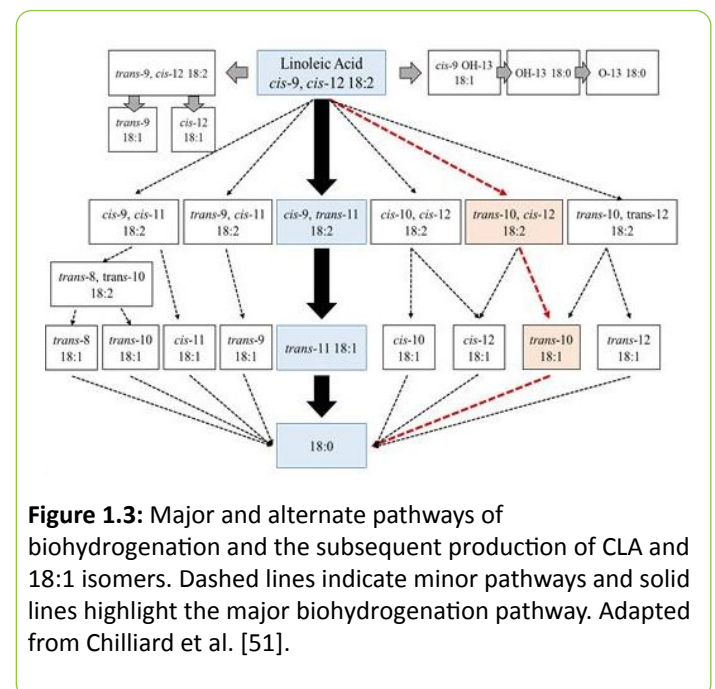 Linoleic Acid
cis-9, cis-12 18:2
trans-9, cis-12 18:2
cis-9 OH-13
18:1
OH-13 18:0
O-13 18:0
trans-9
18:1
cis-12
18:1
cis-9, cis-11
18:2
trans-9, cis-11
18:2
cis-9, trans-11
18:2
cis-10, cis-12
18:2
trans-10, cis-12
18:2
trans-10, trans-12
18:2
trans-8, trans-10
18:2
trans-8
18:1
trans-10
18:1
cis-11
18:1
trans-9
18:1
trans-11 18:1
cis-10
18:1
cis-12
18:1
trans-10
18:1
trans-12
18:1
18:0
Figure 1.3: Major and alternate pathways of
biohydrogenation and the subsequent production of CLA and
18:1 isomers. Dashed lines indicate minor pathways and solid
lines highlight the major biohydrogenation pathway. Adapted
from Chilliard et al. [51].